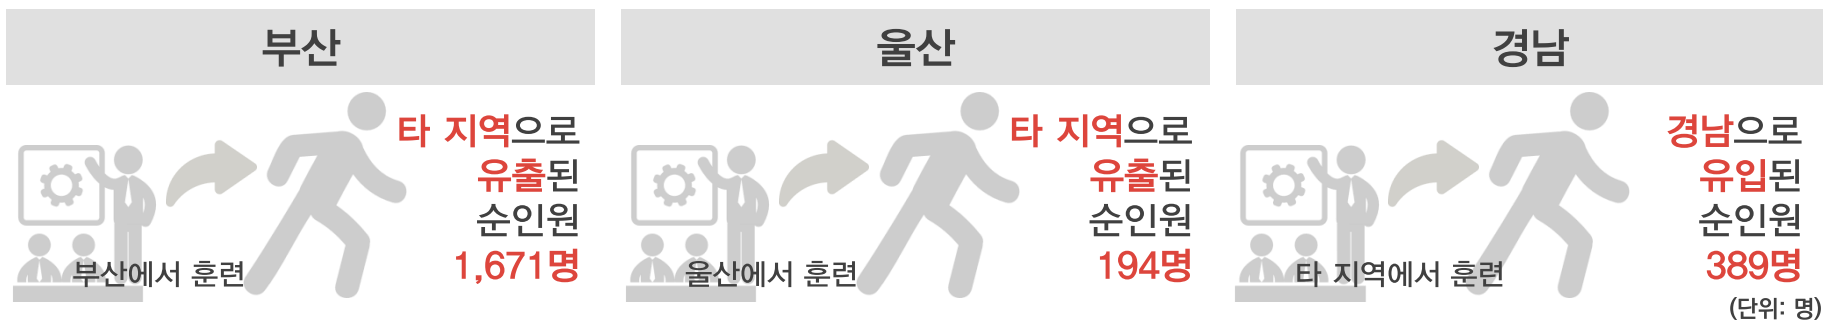 부산
타 지역으로
유출된
순인원
1,671명
부산에서 훈련
울산
타 지역으로
유출된
순인원
194명
울산에서 훈련
경남
경남으로
유입된
순인원
389명
타 지역에서 훈련
(단위: 명)